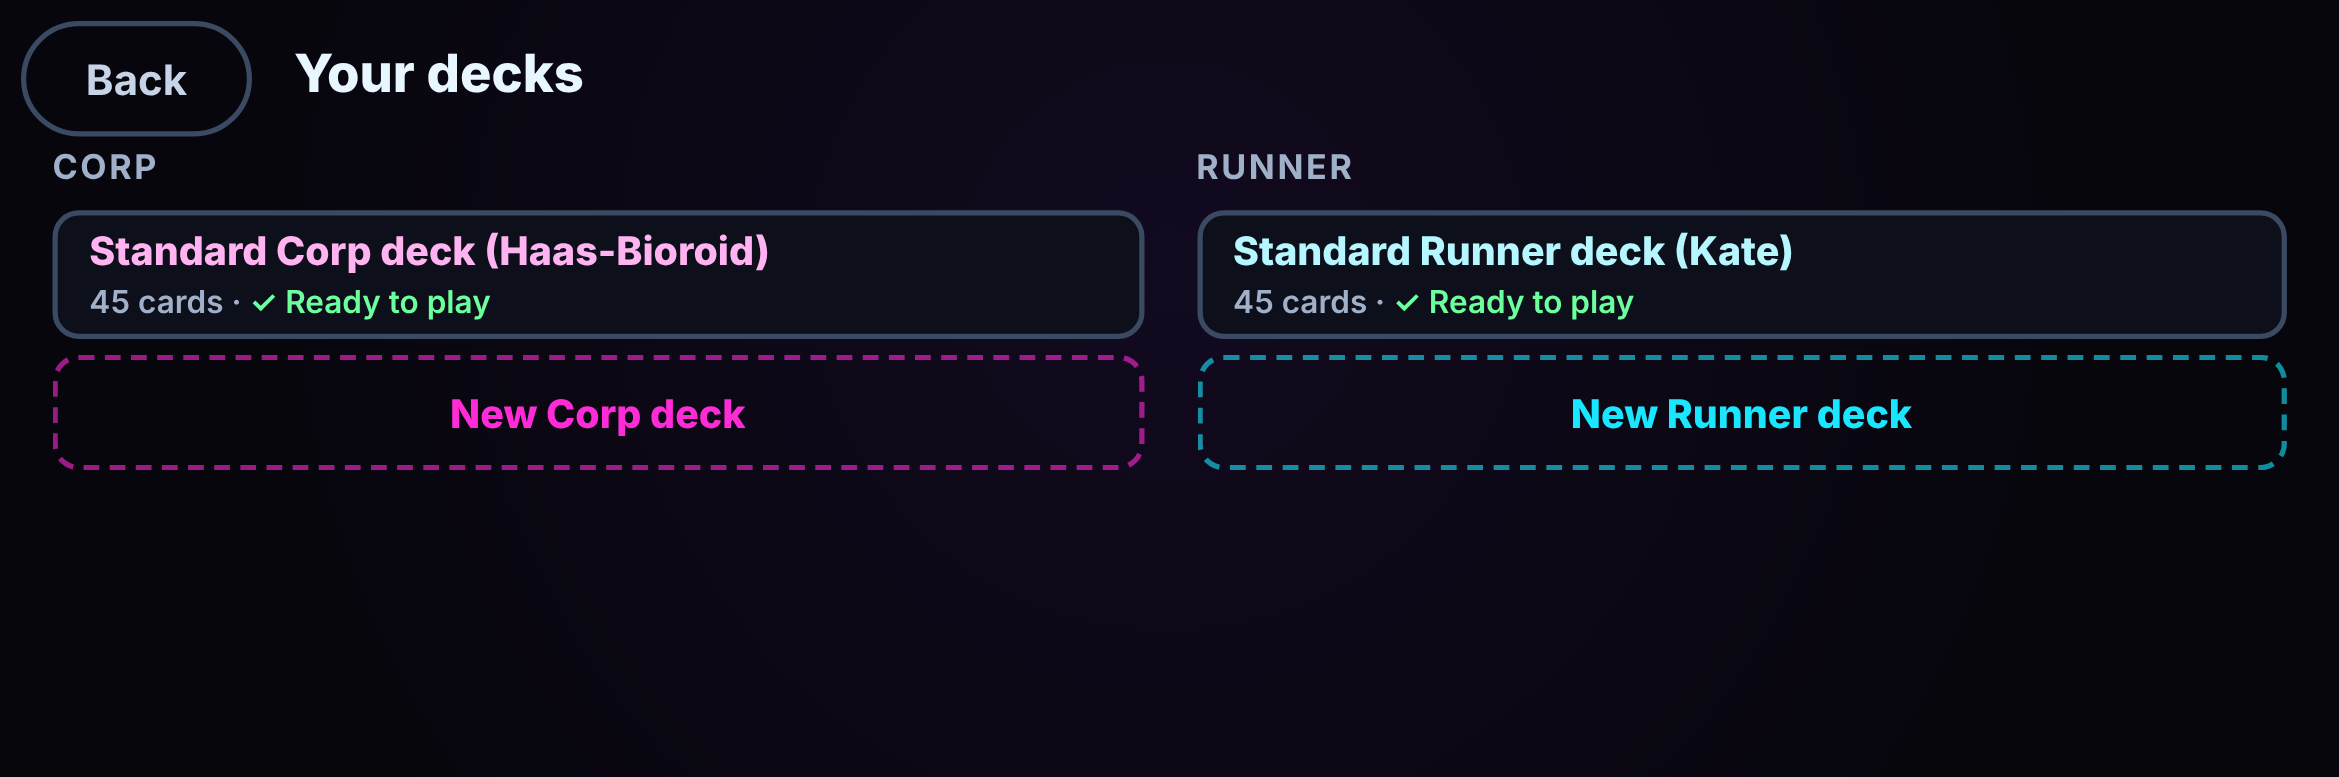 Back
Your decks
CORP
Standard Corp deck (Haas-Bioroid)
45 cards · ✓ Ready to play
New Corp deck
RUNNER
Standard Runner deck (Kate)
45 cards · ✓ Ready to play
New Runner deck